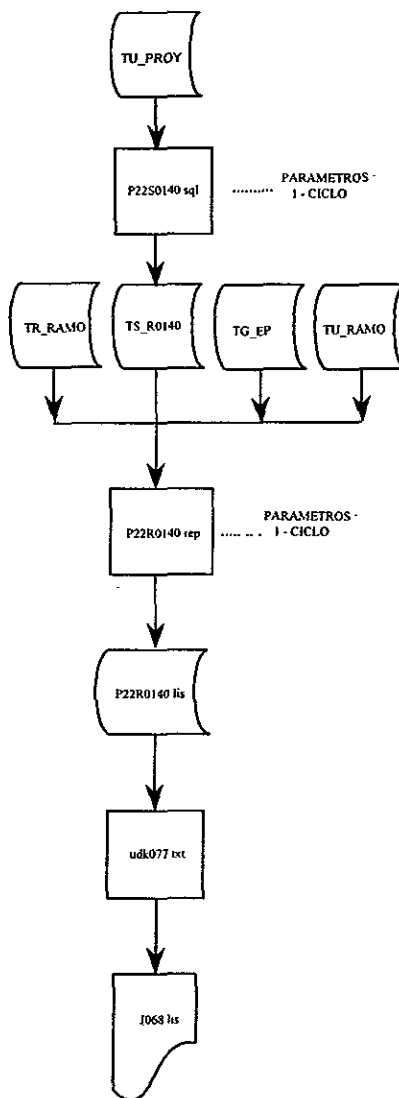 TU_PROY
P22S0140 sql
PARAMETROS -
1 - CICLO
TR_RAMO
TS_R0140
TG_EP
TU_RAMO
P22R0140 rep
PARAMETROS -
1 - CICLO
P22R0140 lis
udk077 txt
J068 lis